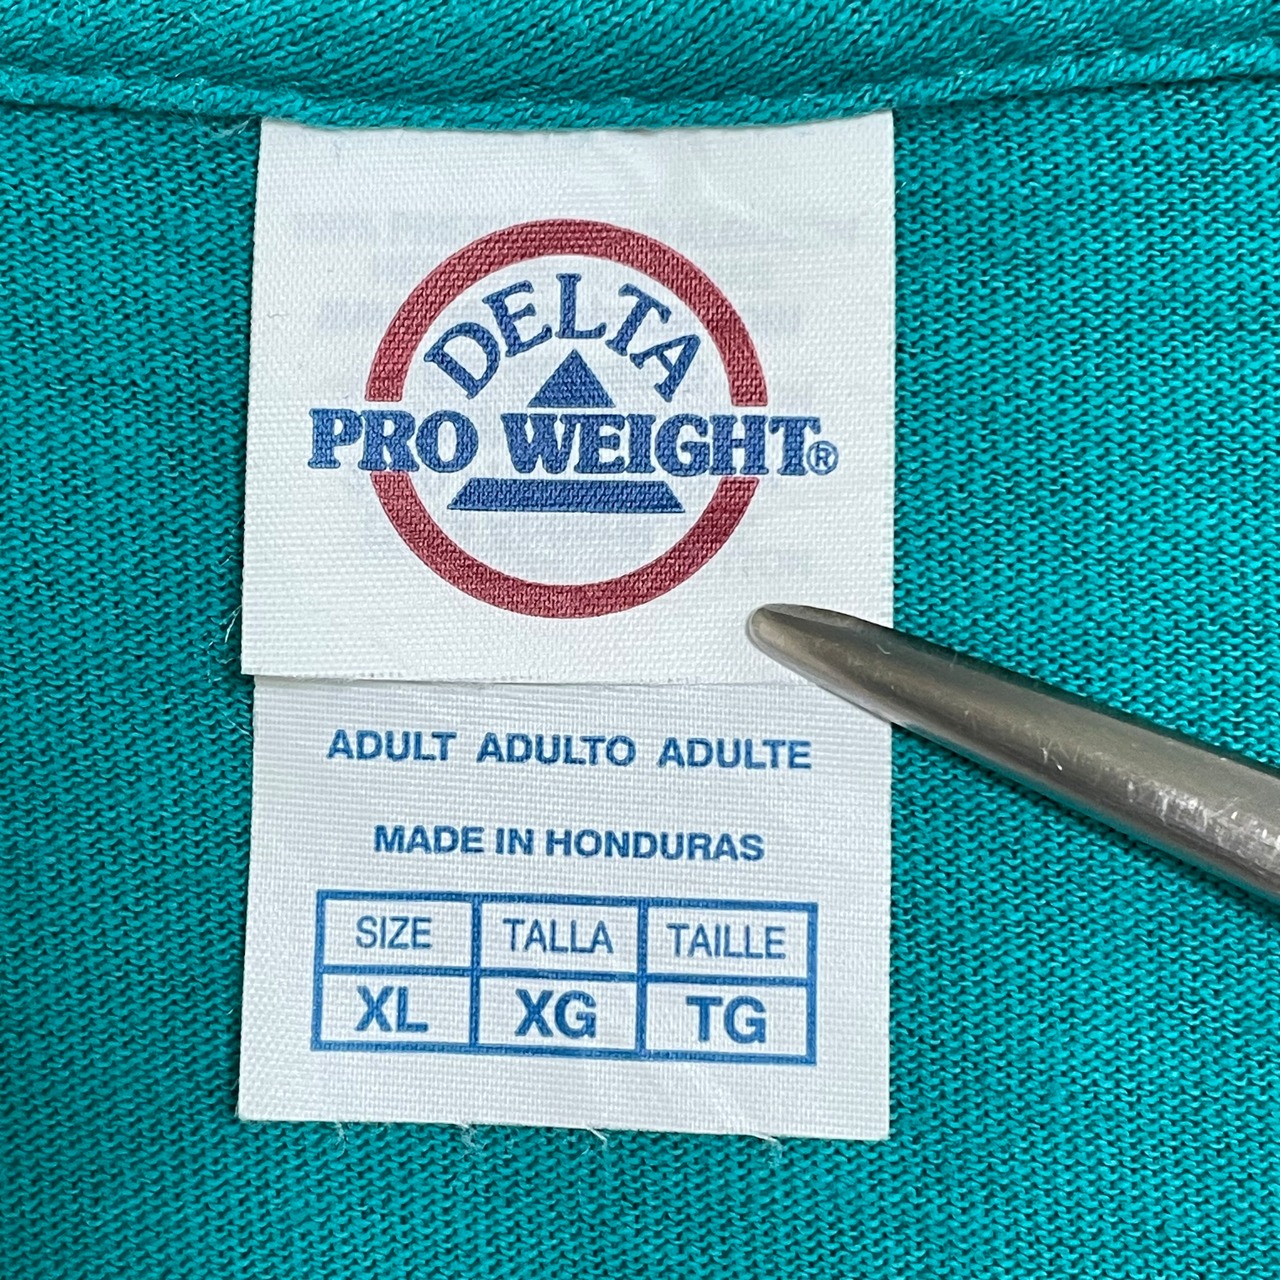 DELTA
PRO WEIGHT®
ADULT ADULTO ADULTE
MADE IN HONDURAS
SIZE TALLA TAILLE
XL XG TG